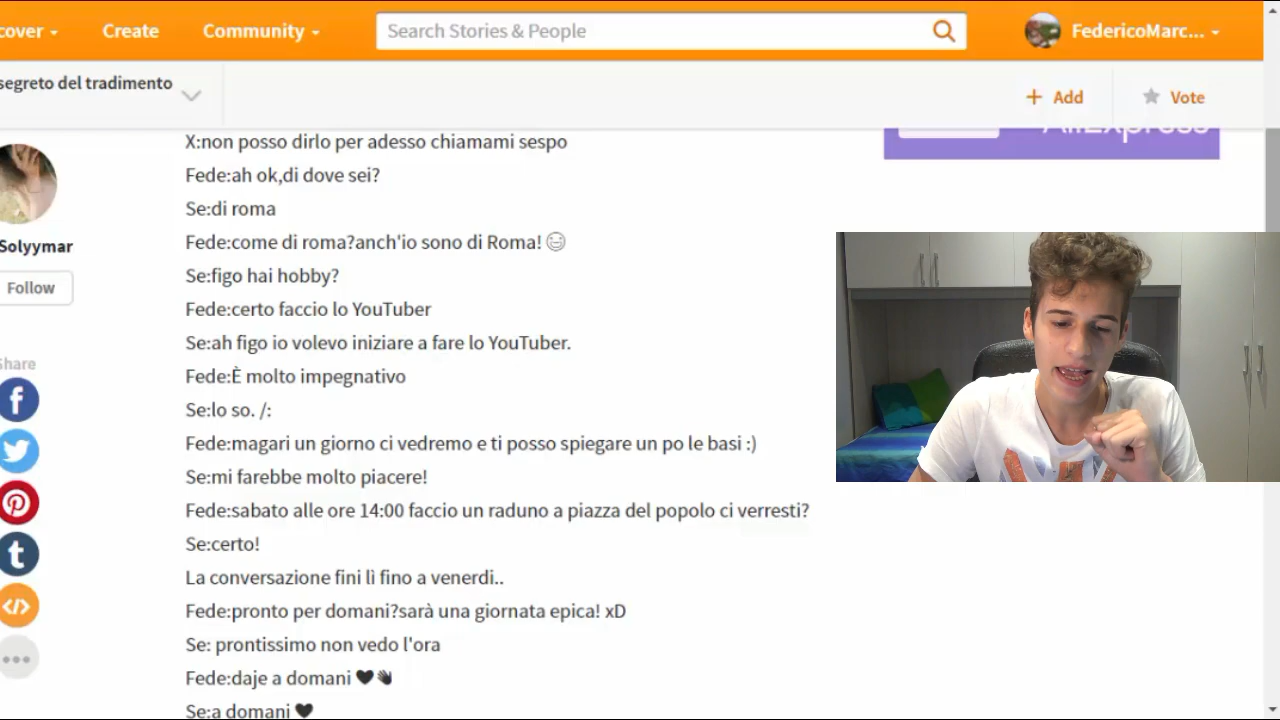 cover
Create
Community
Search Stories & People
FedericoMarc...
segreto del tradimento
+ Add
Vote
AliExpress
X:non posso dirlo per adesso chiamami sespo
Fede:ah ok,di dove sei?
Se:di roma
Fede:come di roma?anch'io sono di Roma! 😄
Se:figo hai hobby?
Fede:certo faccio lo YouTuber
Se:ah figo io volevo iniziare a fare lo YouTuber.
Fede:È molto impegnativo
Se:lo so. /:
Fede:magari un giorno ci vedremo e ti posso spiegare un po le basi :)
Se:mi farebbe molto piacere!
Fede:sabato alle ore 14:00 faccio un raduno a piazza del popolo ci verresti?
Se:certo!
La conversazione fini lì fino a venerdi..
Fede:pronto per domani?sarà una giornata epica! xD
Se: prontissimo non vedo l'ora
Fede:daje a domani ♥👋
Se:a domani ♥
Solyymar
Follow
Share